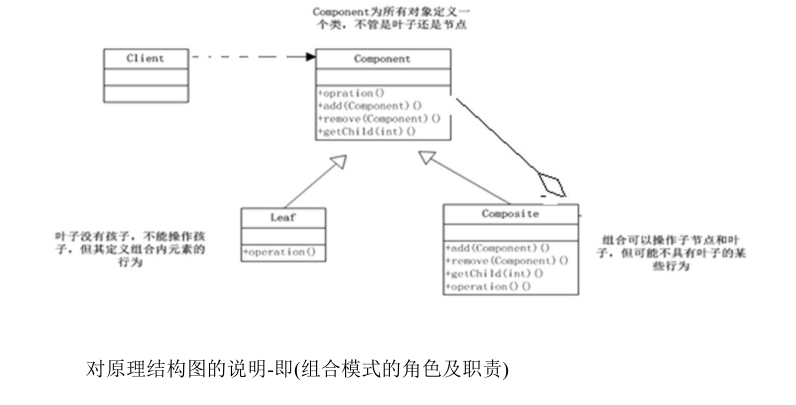 Component为所有对象定义一
个类，不管是叶子还是节点
Client
Component
+opration()
+add(Component)()
+remove(Component)()
+getChild(int)()
Leaf
+operation()
Composite
+add(Component)()
+remove(Component)()
+getChild(int)()
+operation()()
叶子没有孩子，不能操作孩
子，但其定义组合内元素的
行为
组合可以操作子节点和叶
子，但可能不具有叶子的某
些行为
对原理结构图的说明-即(组合模式的角色及职责)